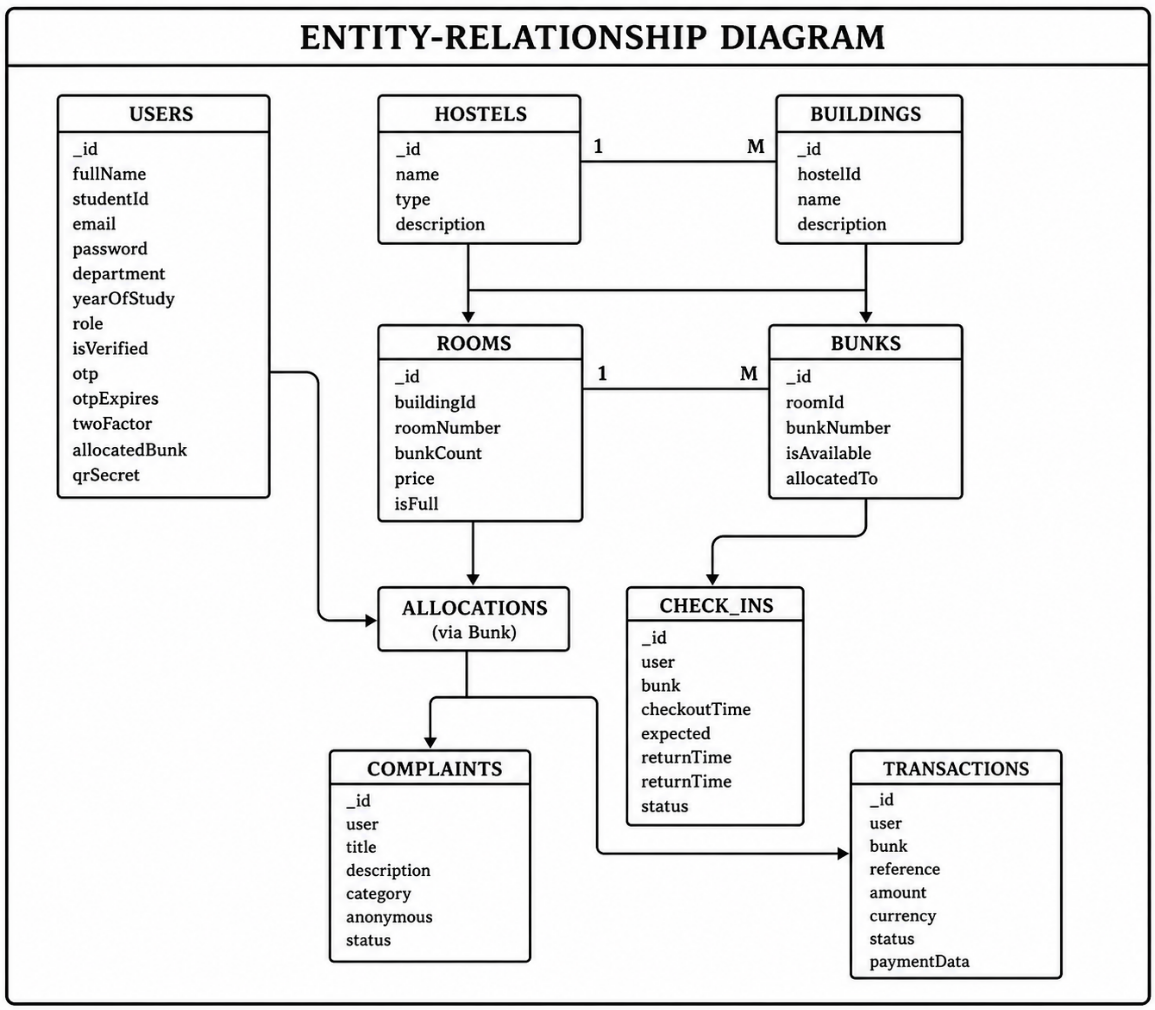 ENTITY-RELATIONSHIP DIAGRAM
USERS
_id
fullName
studentId
email
password
department
yearOfStudy
role
isVerified
otp
otpExpires
twoFactor
allocatedBunk
qrSecret
HOSTELS
_id
name
type
description
1
M
BUILDINGS
_id
hostelId
name
description
ROOMS
_id
buildingId
roomNumber
bunkCount
price
isFull
1
M
BUNKS
_id
roomId
bunkNumber
isAvailable
allocatedTo
ALLOCATIONS
(via Bunk)
CHECK_INS
_id
user
bunk
checkoutTime
expected
returnTime
returnTime
status
COMPLAINTS
_id
user
title
description
category
anonymous
status
TRANSACTIONS
_id
user
bunk
reference
amount
currency
status
paymentData